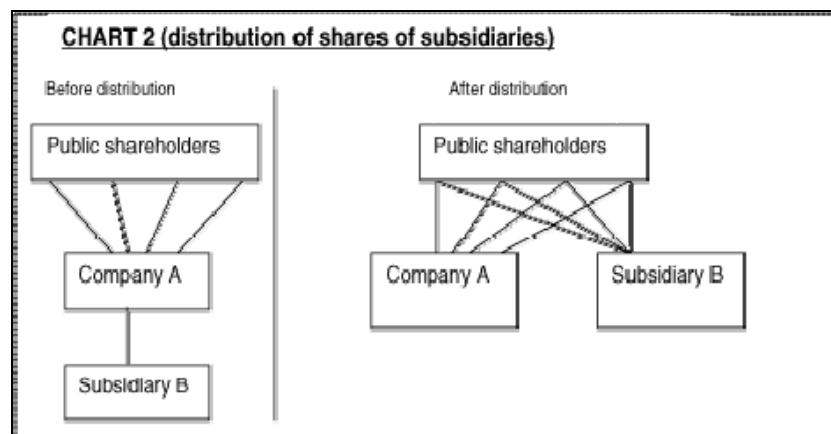 CHART 2 (distribution of shares of subsidiaries)
Before distribution
Public shareholders
Company A
Subsidiary B
After distribution
Public shareholders
Company A
Subsidiary B